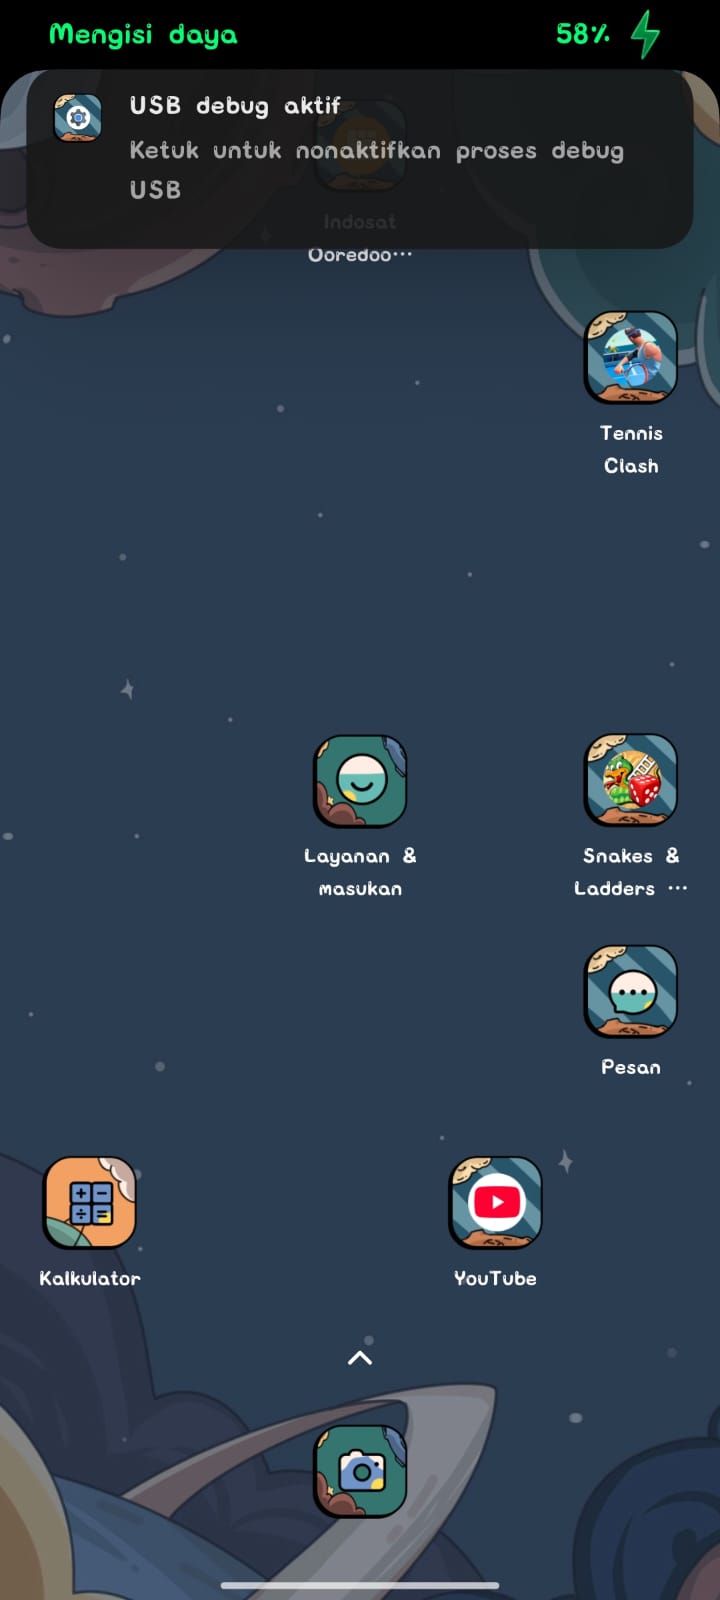 Mengisi daya
58%
USB debug aktif
Ketuk untuk nonaktifkan proses debug
USB
Indosat
Ooredoo...
Tennis
Clash
Layanan &
masukan
Snakes &
Ladders ...
Pesan
Kalkulator
YouTube